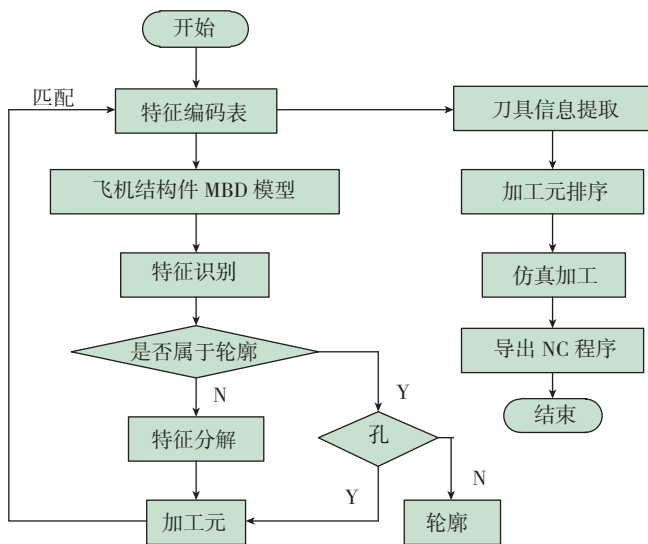 开始
匹配
特征编码表
刀具信息提取
飞机结构件 MBD 模型
加工元排序
特征识别
仿真加工
是否属于轮廓
导出 NC 程序
N
Y
结束
特征分解
孔
Y
N
加工元
轮廓